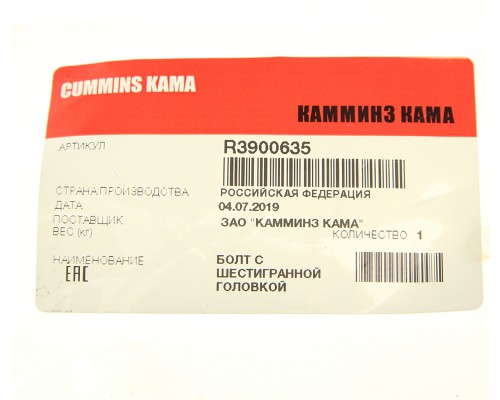 CUMMINS KAMA
КАММИНЗ КАМА
АРТИКУЛ R3900635
СТРАНА ПРОИЗВОДСТВА РОССИЙСКАЯ ФЕДЕРАЦИЯ
ДАТА 04.07.2019
ПОСТАВЩИК ЗАО "КАММИНЗ КАМА"
ВЕС (кг) КОЛИЧЕСТВО 1
НАИМЕНОВАНИЕ БОЛТ С
ЕАС ШЕСТИГРАННОЙ
ГОЛОВКОЙ